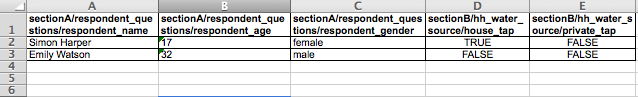 A B C D E
1 sectionA/respondent_que sectionA/respondent_que sectionA/respondent_ques sectionB/hh_water_ sectionB/hh_water_s
stions/respondent_name stions/respondent_age tions/respondent_gender source/house_tap ource/private_tap
2 Simon Harper 17 female TRUE FALSE
3 Emily Watson 32 male FALSE FALSE
4
5
6